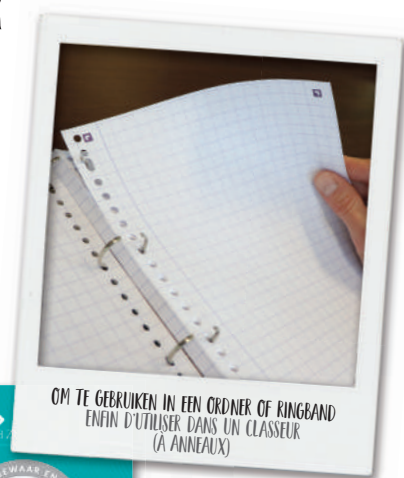 OM TE GEBRUIKEN IN EEN ORDNER OF RINGBAND
ENFIN D'UTILISER DANS UN CLASSEUR
(À ANNEAUX)